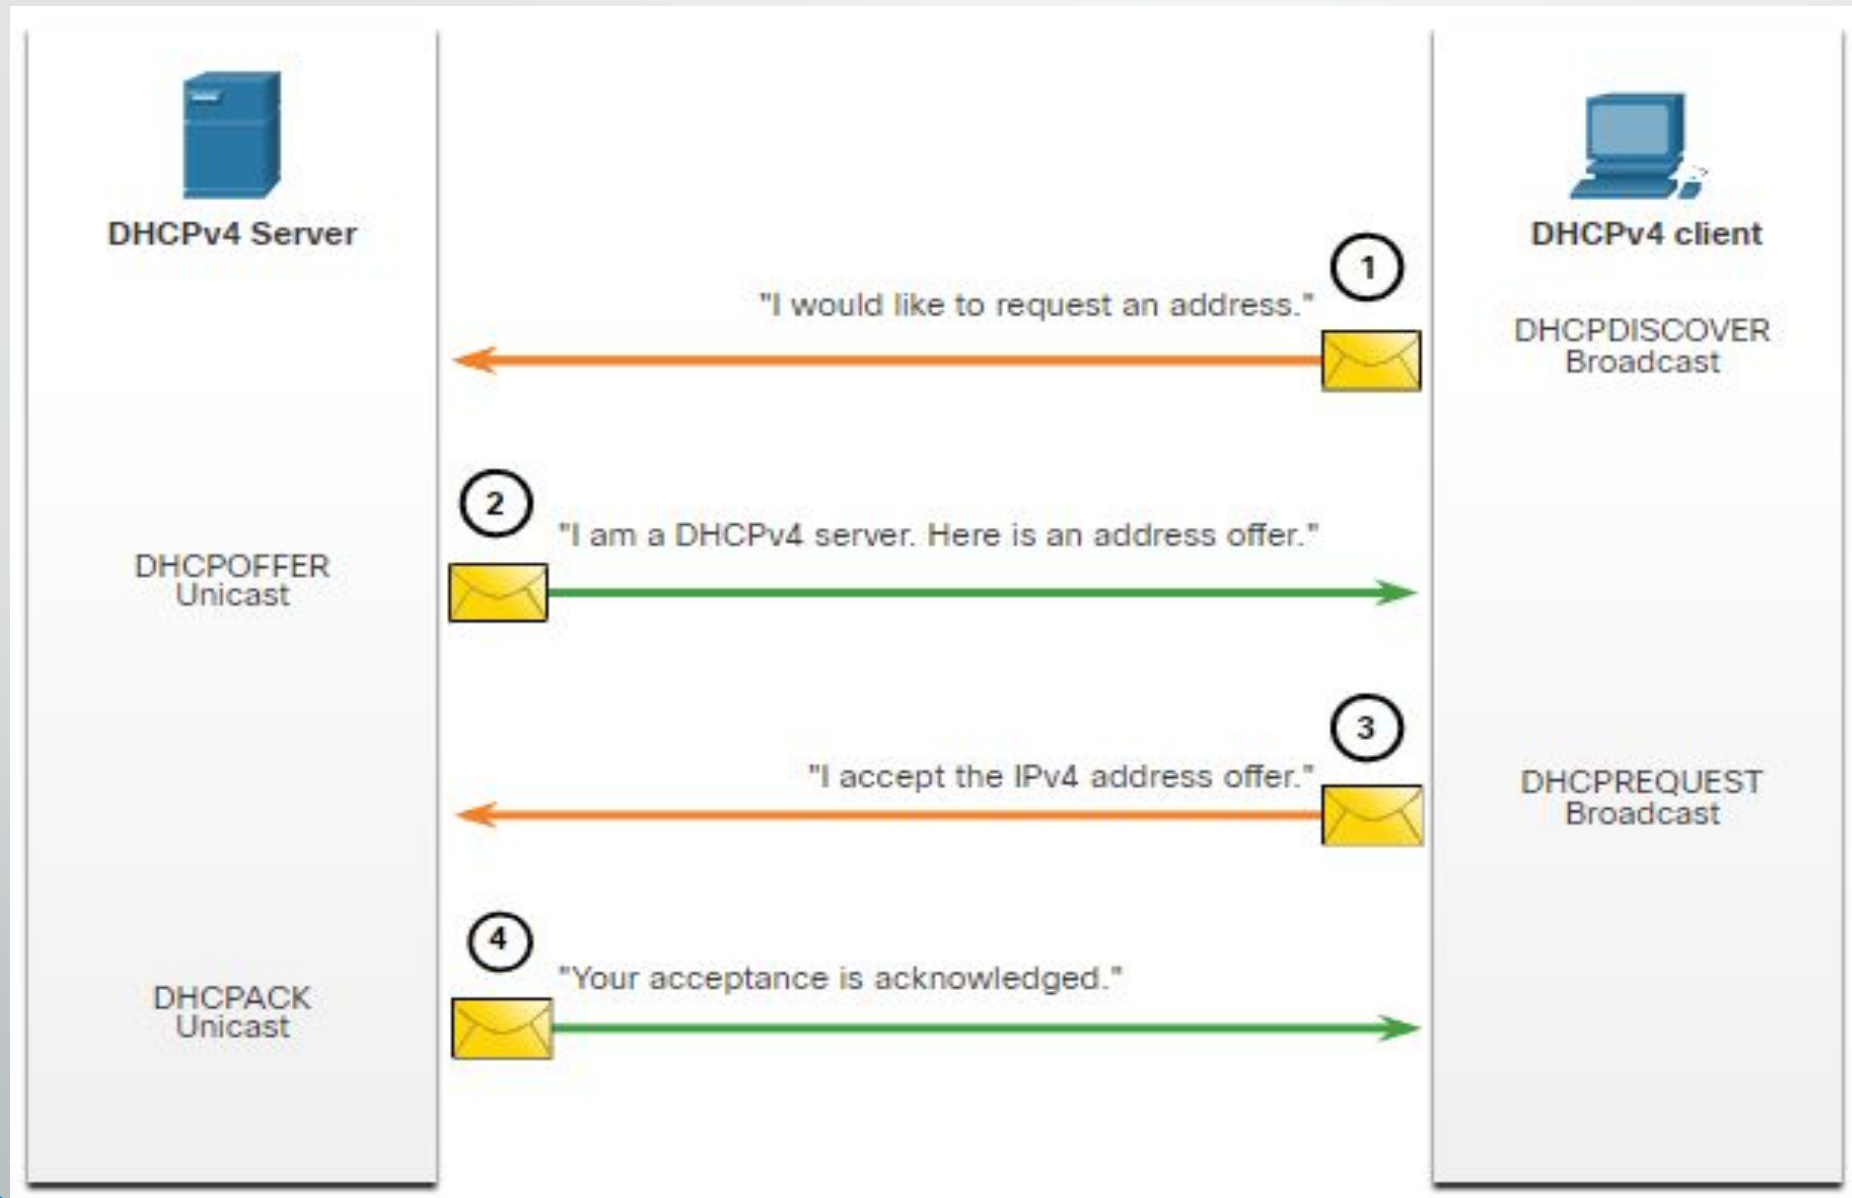 DHCPv4 Server
DHCPv4 client
1
"I would like to request an address."
DHCPDISCOVER
Broadcast
2
"I am a DHCPv4 server. Here is an address offer."
DHCPOFFER
Unicast
3
"I accept the IPv4 address offer."
DHCPREQUEST
Broadcast
4
"Your acceptance is acknowledged."
DHCPACK
Unicast